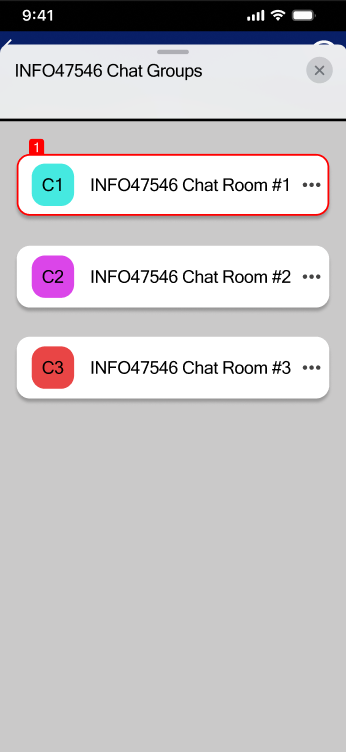 9:41
INFO47546 Chat Groups
1
C1 INFO47546 Chat Room #1
C2 INFO47546 Chat Room #2
C3 INFO47546 Chat Room #3